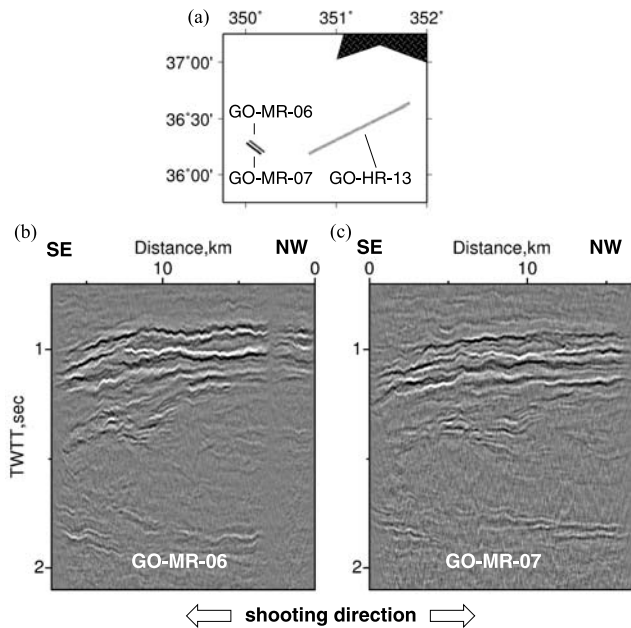 (a)
350˚ 351˚ 352˚
37˚00'
36˚30'
36˚00'
GO-MR-06
GO-MR-07
GO-HR-13
(b) (c)
SE Distance,km NW SE Distance,km NW
10 0 0 10
TWTT,sec
1 1
2 2
GO-MR-06 GO-MR-07
shooting direction